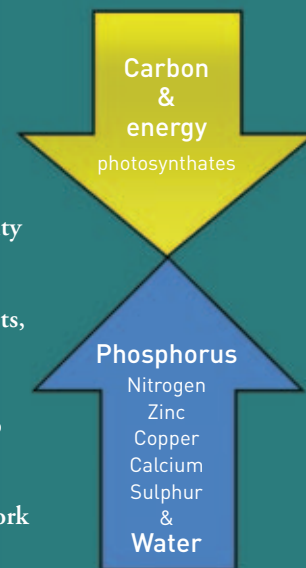 Carbon
&
energy
photosynthates
Phosphorus
Nitrogen
Zinc
Copper
Calcium
Sulphur
&
Water